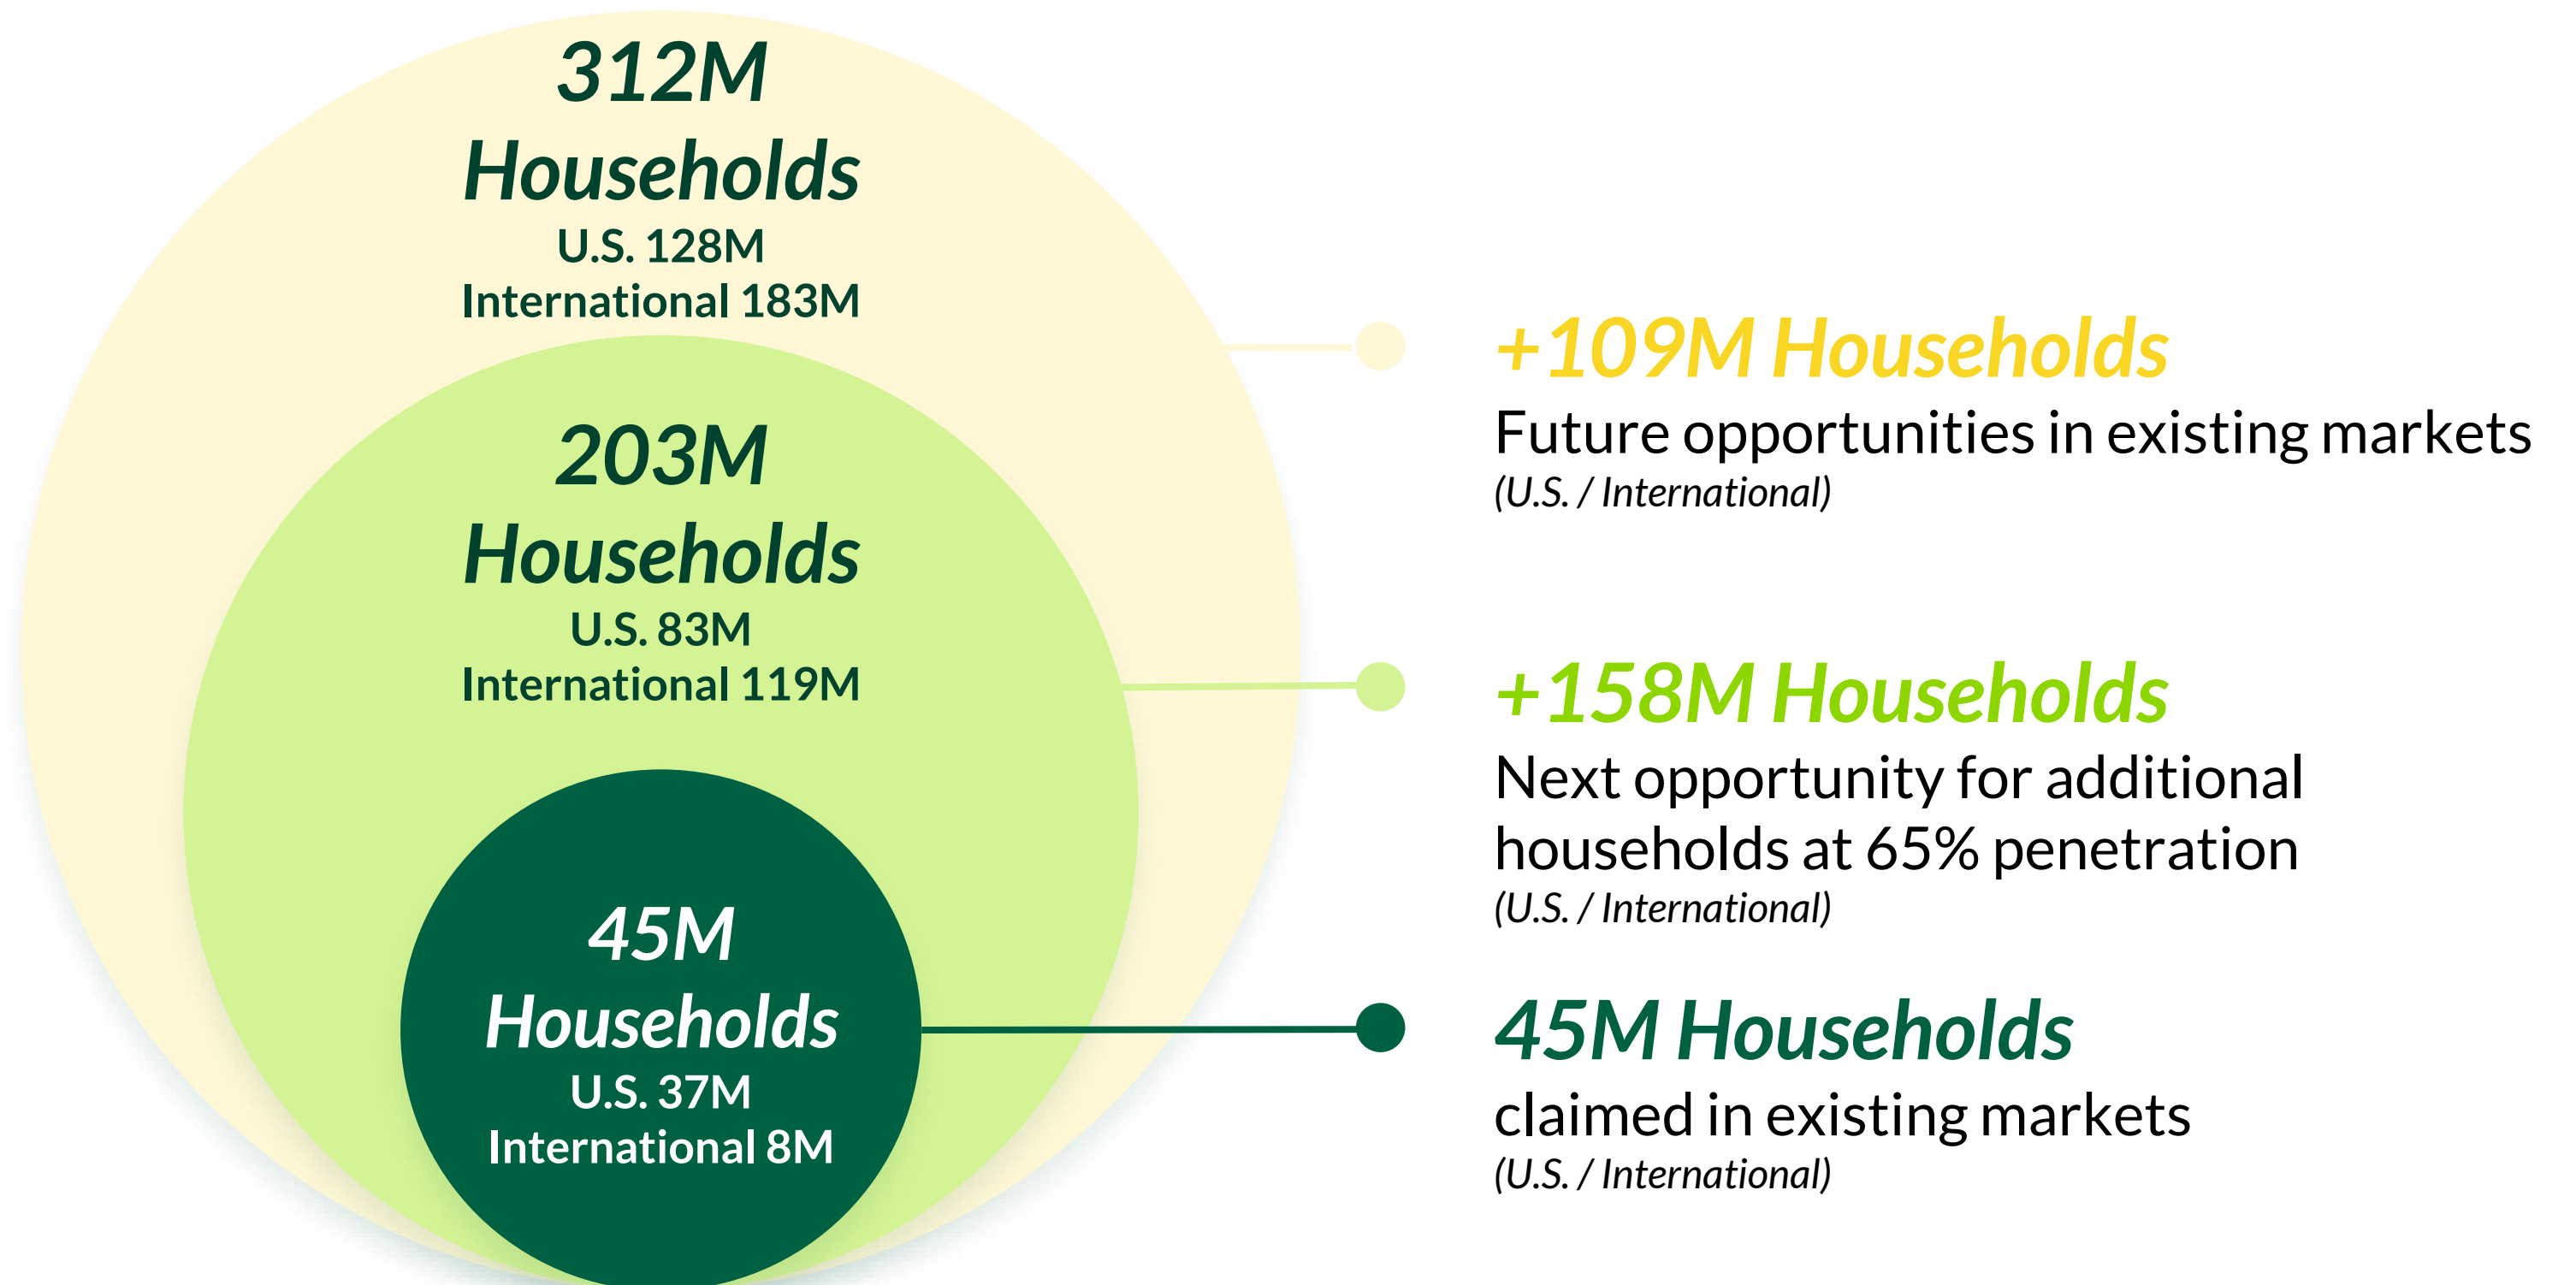 312M
Households
U.S. 128M
International 183M
203M
Households
U.S. 83M
International 119M
45M
Households
U.S. 37M
International 8M
+109M Households
Future opportunities in existing markets
(U.S. / International)
+158M Households
Next opportunity for additional
households at 65% penetration
(U.S. / International)
45M Households
claimed in existing markets
(U.S. / International)